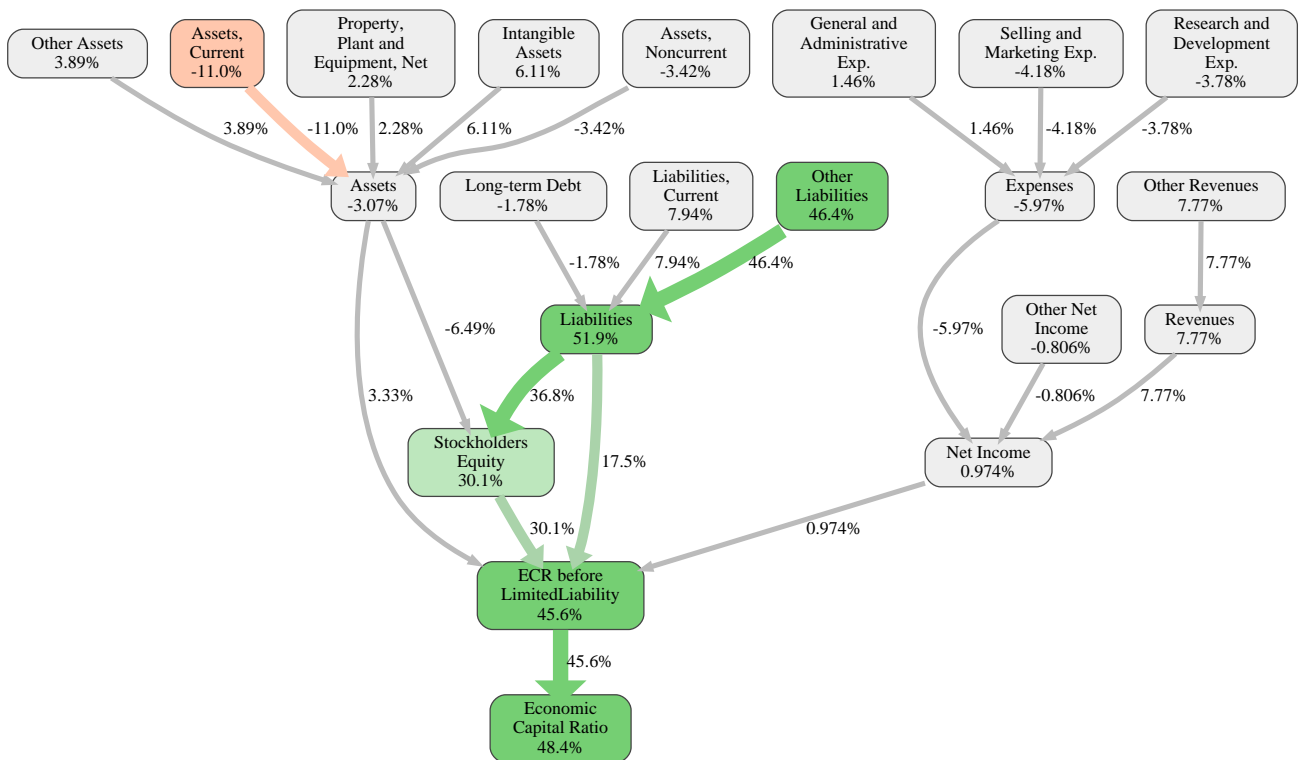 Other Assets
3.89%
Assets,
Current
-11.0%
Property,
Plant and
Equipment, Net
2.28%
Intangible
Assets
6.11%
Assets,
Noncurrent
-3.42%
General and
Administrative
Exp.
1.46%
Selling and
Marketing Exp.
-4.18%
Research and
Development
Exp.
-3.78%
3.89%
-11.0%
2.28%
6.11%
-3.42%
1.46%
-4.18%
-3.78%
Assets
-3.07%
Long-term Debt
-1.78%
Liabilities,
Current
7.94%
Other
Liabilities
46.4%
Expenses
-5.97%
Other Revenues
7.77%
-1.78%
7.94%
46.4%
7.77%
Liabilities
51.9%
Other Net
Income
-0.806%
Revenues
7.77%
-6.49%
-5.97%
3.33%
36.8%
-0.806%
7.77%
Stockholders
Equity
30.1%
17.5%
Net Income
0.974%
30.1%
0.974%
ECR before
LimitedLiability
45.6%
45.6%
Economic
Capital Ratio
48.4%